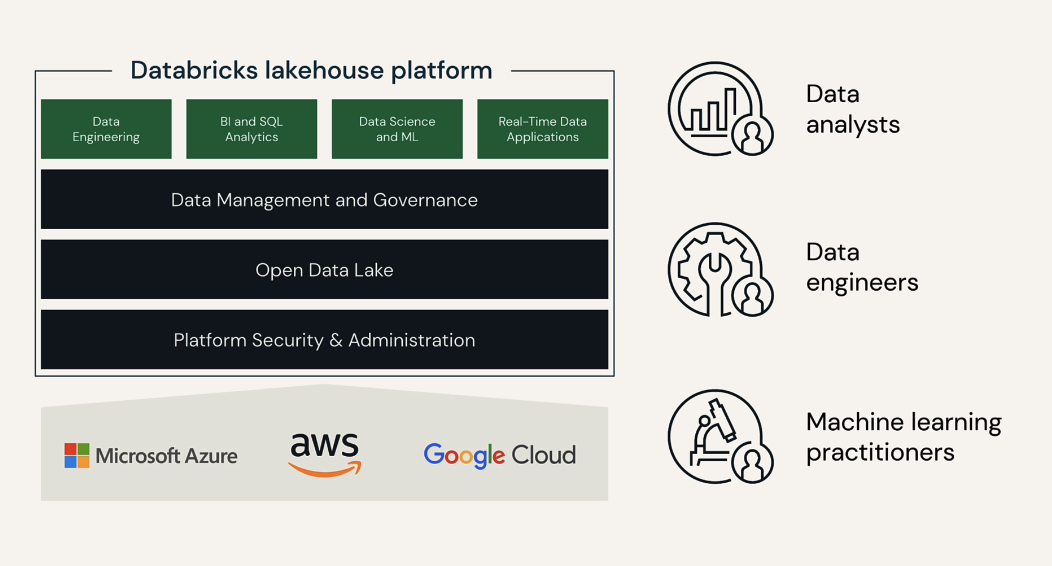 Databricks lakehouse platform
Data
Engineering
BI and SQL
Analytics
Data Science
and ML
Real-Time Data
Applications
Data Management and Governance
Open Data Lake
Platform Security & Administration
Microsoft Azure
aws
Google Cloud
Data
analysts
Data
engineers
Machine learning
practitioners